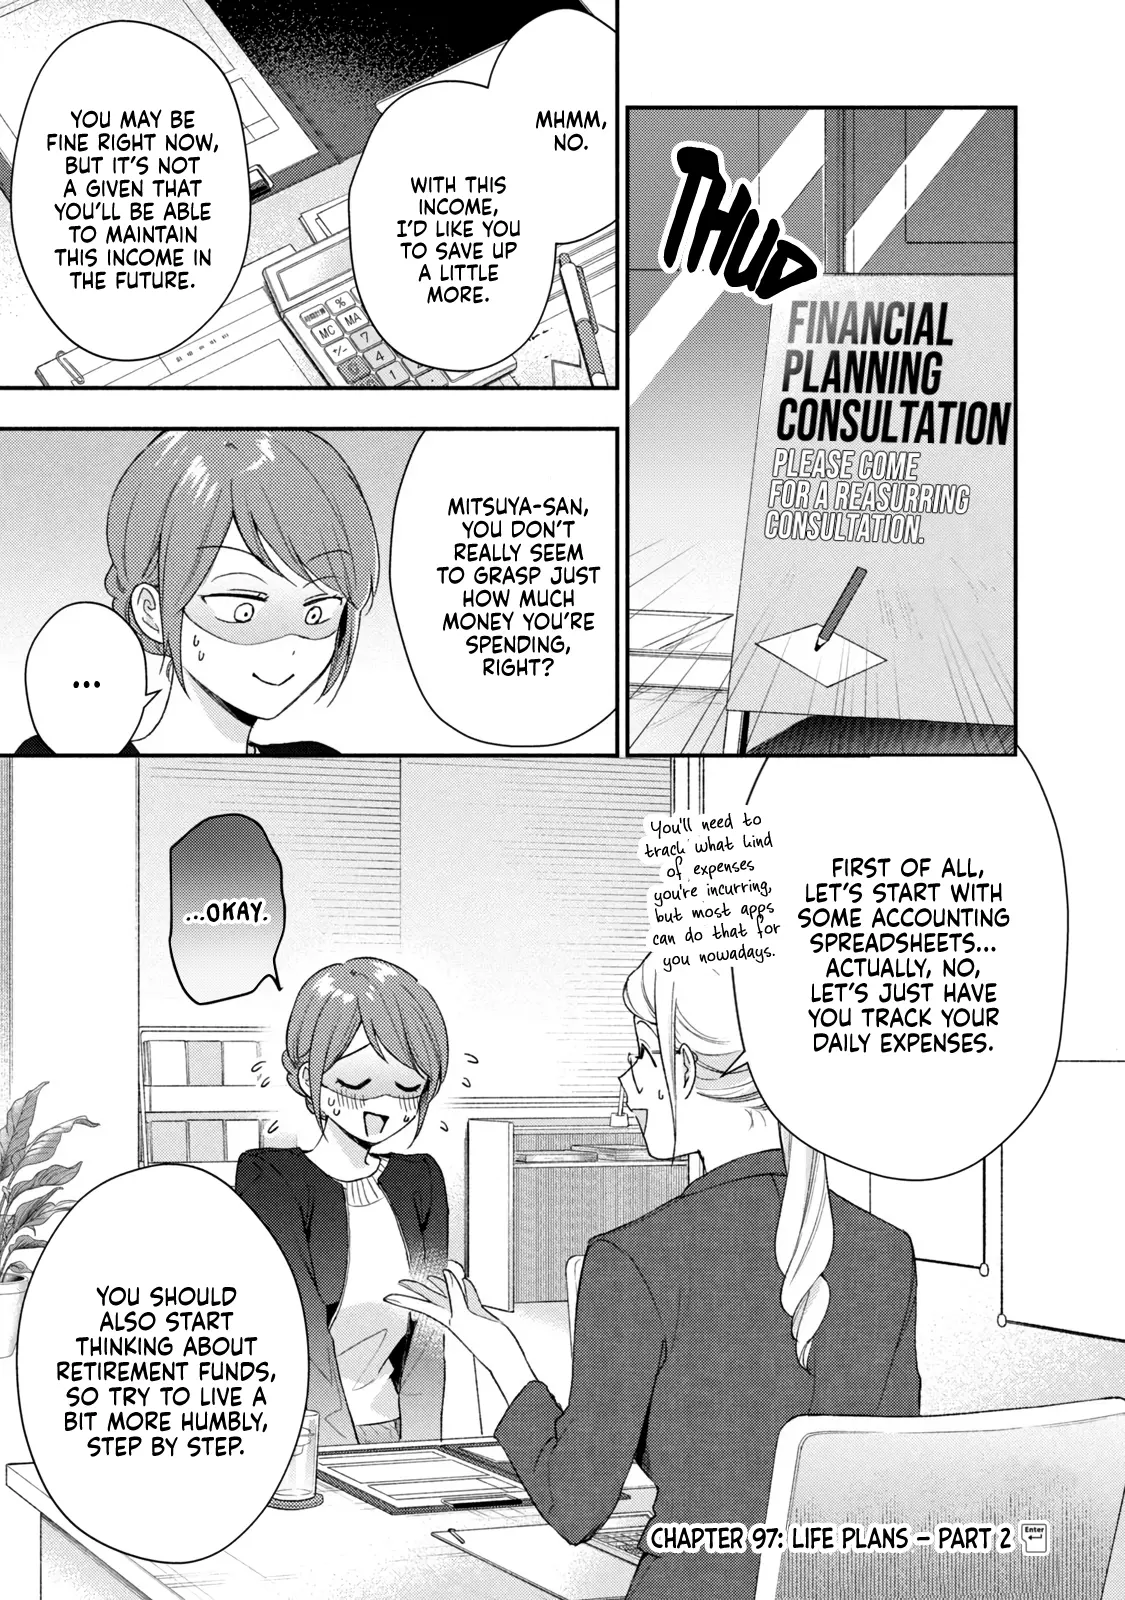 THUD
FINANCIAL
PLANNING
CONSULTATION
PLEASE COME
FOR A REASURRING
CONSULTATION.
MHMM,
NO.
WITH THIS
INCOME,
I'D LIKE YOU
TO SAVE UP
A LITTLE
MORE.
YOU MAY BE
FINE RIGHT NOW,
BUT IT'S NOT
A GIVEN THAT
YOU'LL BE ABLE
TO MAINTAIN
THIS INCOME IN
THE FUTURE.
%
MC
MA
+/-
7
4
1
MITSUYA-SAN,
YOU DON'T
REALLY SEEM
TO GRASP JUST
HOW MUCH
MONEY YOU'RE
SPENDING,
RIGHT?
...
FIRST OF ALL,
LET'S START WITH
SOME ACCOUNTING
SPREADSHEETS...
ACTUALLY, NO,
LET'S JUST HAVE
YOU TRACK YOUR
DAILY EXPENSES.
You'll need to
track what kind
of expenses
you're incurring,
but most apps
can do that for
you nowadays.
...OKAY.
YOU SHOULD
ALSO START
THINKING ABOUT
RETIREMENT FUNDS,
SO TRY TO LIVE A
BIT MORE HUMBLY,
STEP BY STEP.
CHAPTER 97: LIFE PLANS – PART 2
Enter